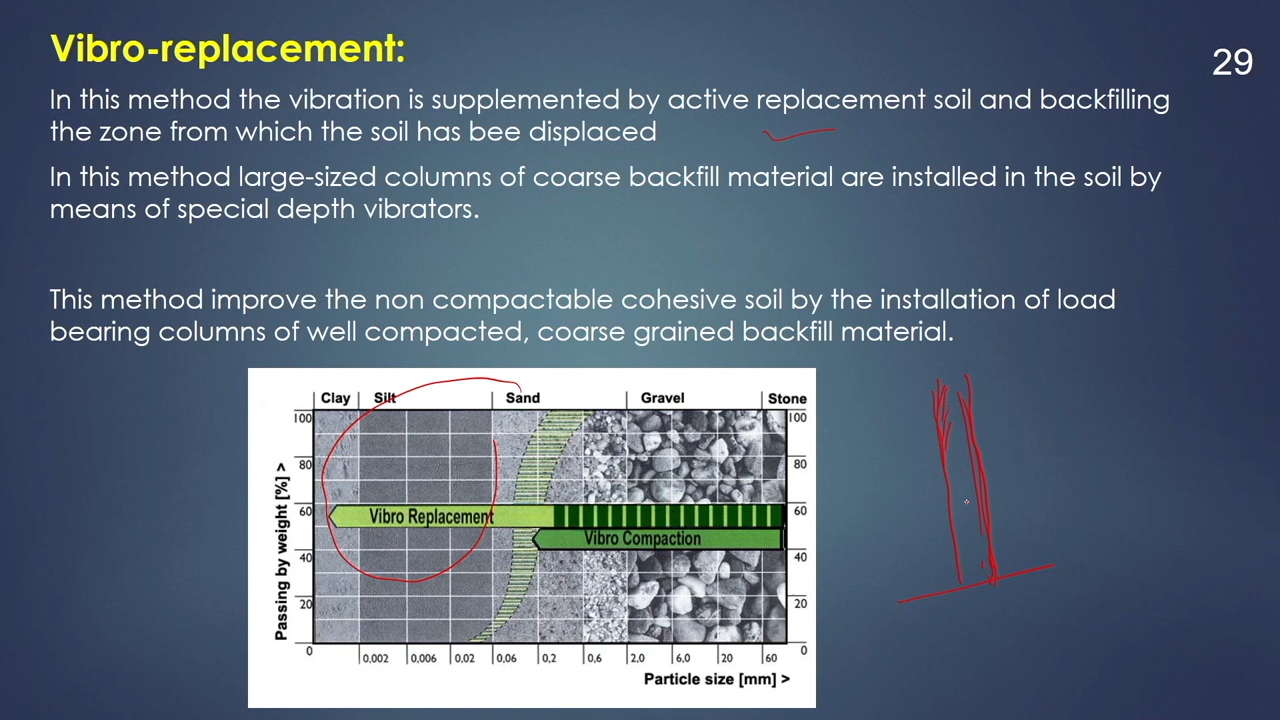 Vibro-replacement:
29
In this method the vibration is supplemented by active replacement soil and backfilling
the zone from which the soil has bee displaced
In this method large-sized columns of coarse backfill material are installed in the soil by
means of special depth vibrators.
This method improve the non compactable cohesive soil by the installation of load
bearing columns of well compacted, coarse grained backfill material.
Clay Silt Sand Gravel Stone
100 100
80 80
60 60
Vibro Replacement
Vibro Compaction
40 40
20 20
0 0
Passing by weight [%] >
0,002 0,006 0,02 0,06 0,2 0,6 2,0 6,0 20 60
Particle size [mm] >